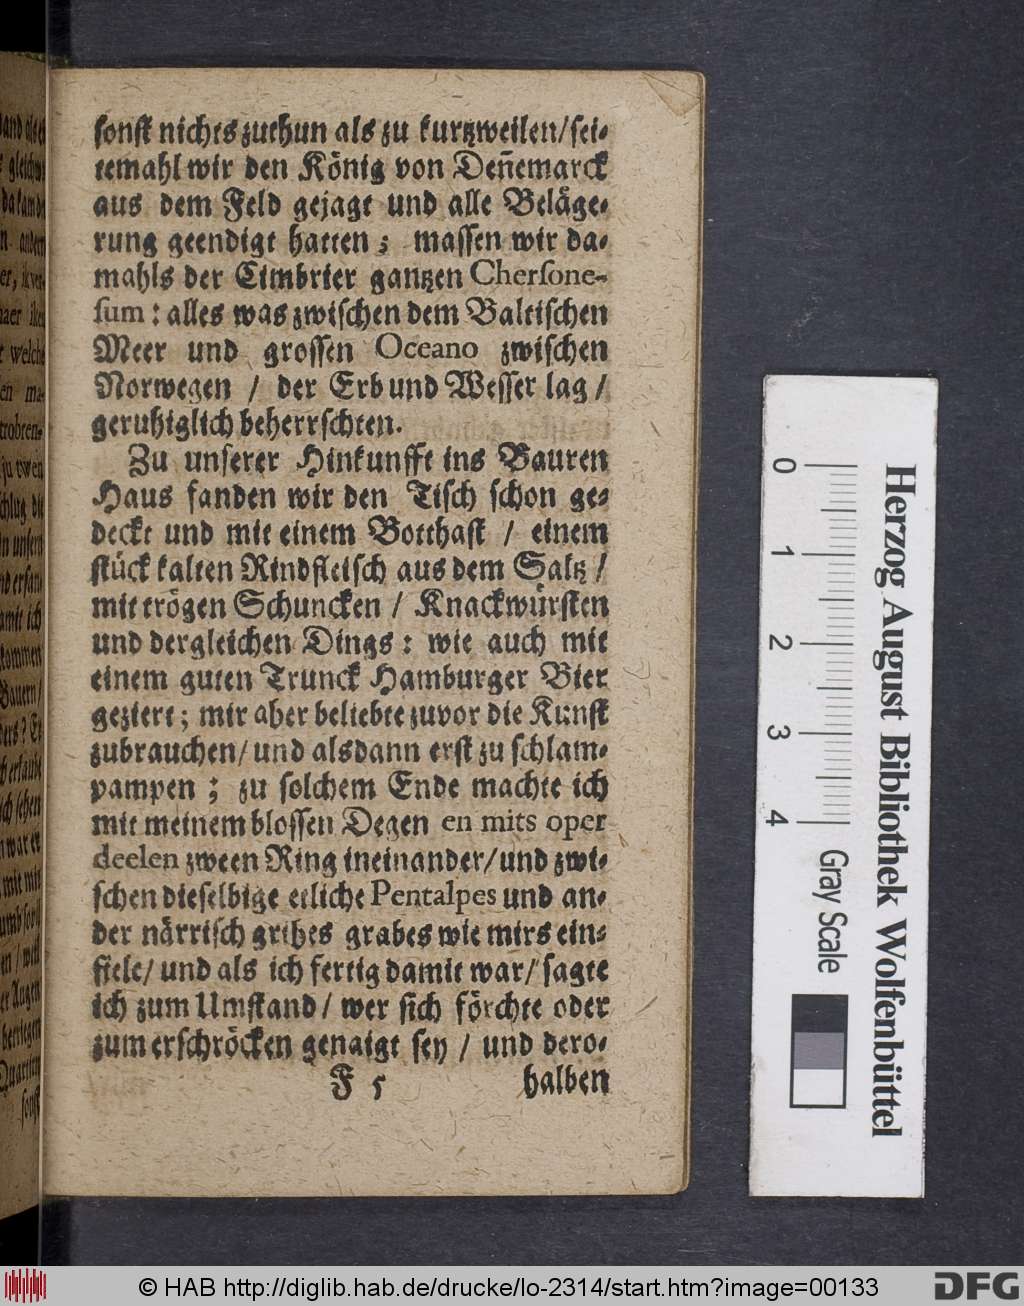 sonst nichts zuthun als zu kurtzweilen/sei-
temahl wir den König von Deñemarck
aus dem Feld gejagt und alle Beläge-
rung geendigt hatten; massen wir da-
mahls der Cimbrier gantzen Chersone-
sum: alles was zwischen dem Baltischen
Meer und grossen Oceano zwischen
Norwegen / der Erb und Wesser lag /
geruhiglich beherrschten.
Zu unserer Hinkunfft ins Bauren
Haus fanden wir den Tisch schon ge-
deckt und mit einem Botthast / einem
stück kalten Rindfleisch aus dem Saltz /
mit trögen Schuncken / Knackwürsten
und dergleichen Dings: wie auch mit
einem guten Trunck Hamburger Bier
geziert; mir aber beliebte zuvor die Kunst
zubrauchen/ und alsdann erst zu schlam-
pampen; zu solchem Ende machte ich
mit meinem blossen Degen en mits oper
deelen zween Ring ineinander/und zwi-
schen dieselbige etliche Pentalpes und an-
der närrisch gribes grabes wie mirs ein-
fiele/ und als ich fertig damit war/ sagte
ich zum Umstand/ wer sich förchte oder
zum erschröcken genaigt sey / und dero-
F 5 halben
0 1 2 3 4
Gray Scale
Herzog August Bibliothek Wolfenbüttel
© HAB http://diglib.hab.de/drucke/lo-2314/start.htm?image=00133
DFG